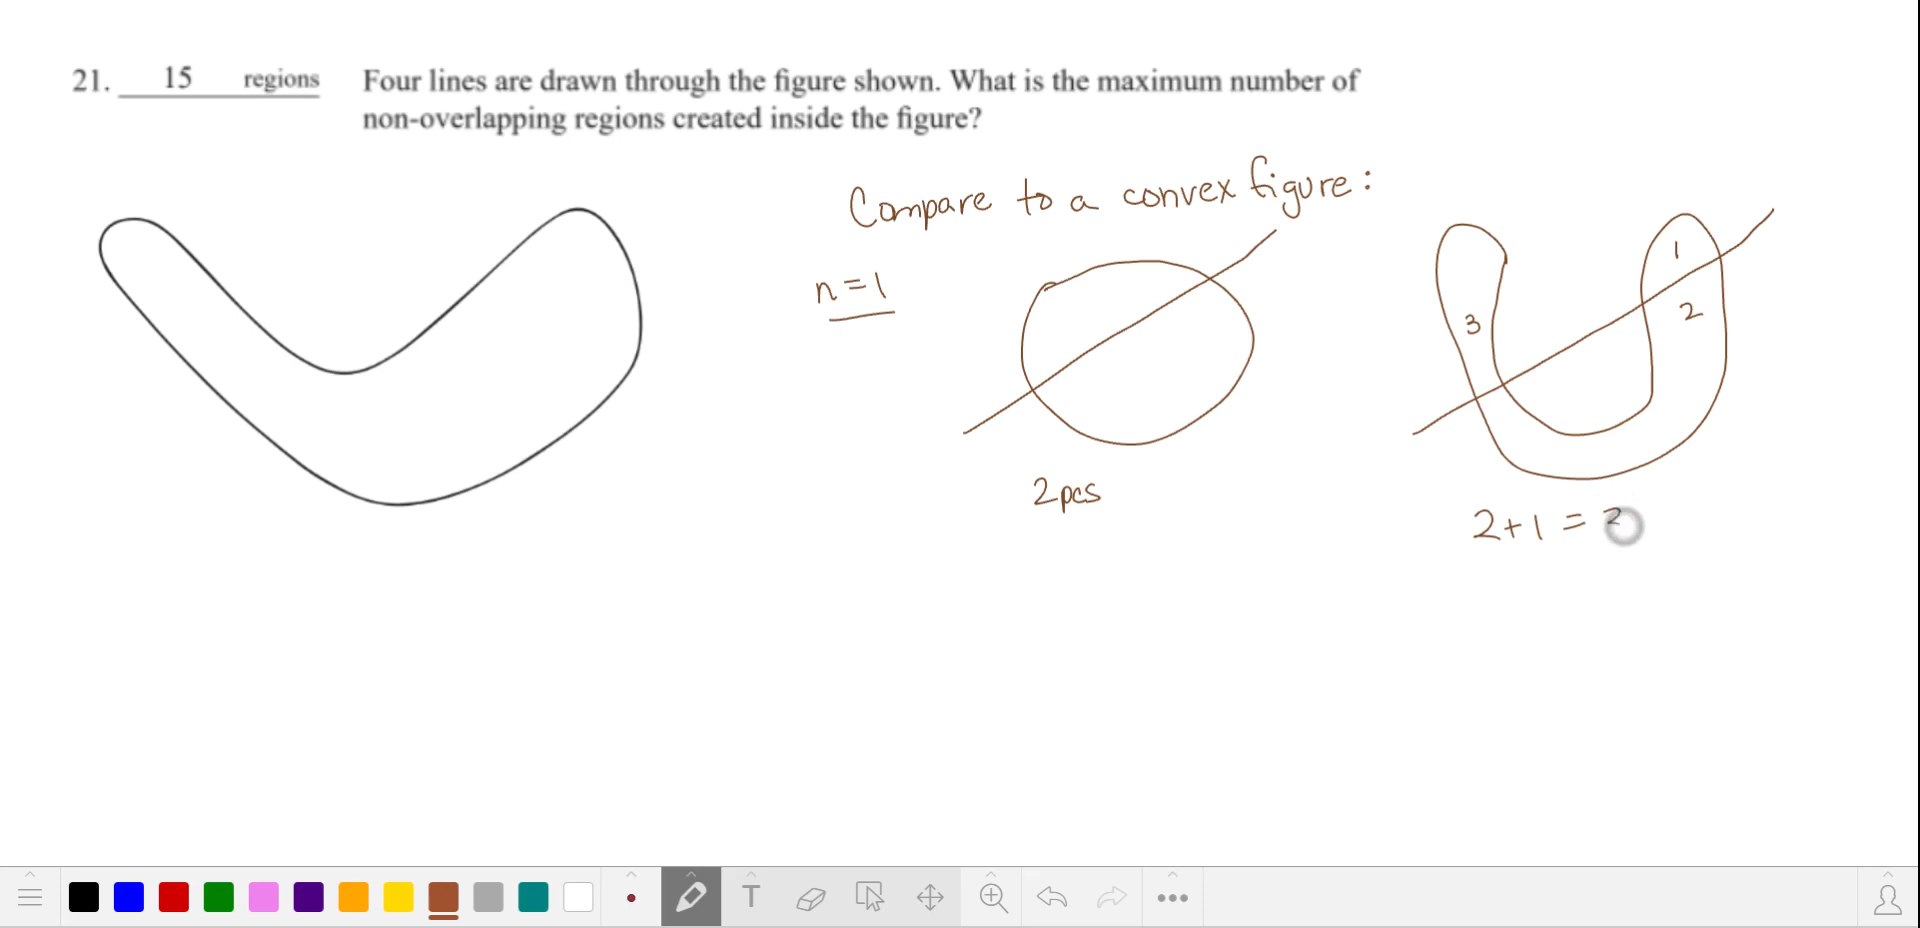 21. 15 regions Four lines are drawn through the figure shown. What is the maximum number of
non-overlapping regions created inside the figure?
Compare to a convex figure:
n=1
1
2
3
2pcs
2+1 =
T